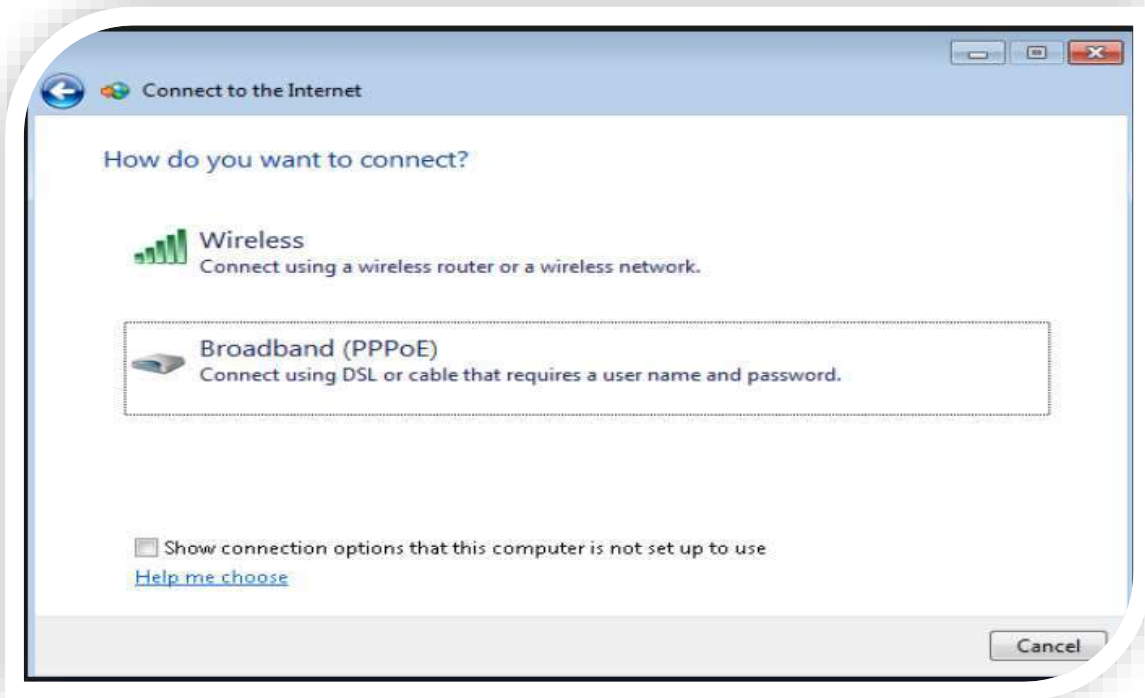 Connect to the Internet
How do you want to connect?
Wireless
Connect using a wireless router or a wireless network.
Broadband (PPPoE)
Connect using DSL or cable that requires a user name and password.
Show connection options that this computer is not set up to use
Help me choose
Cancel